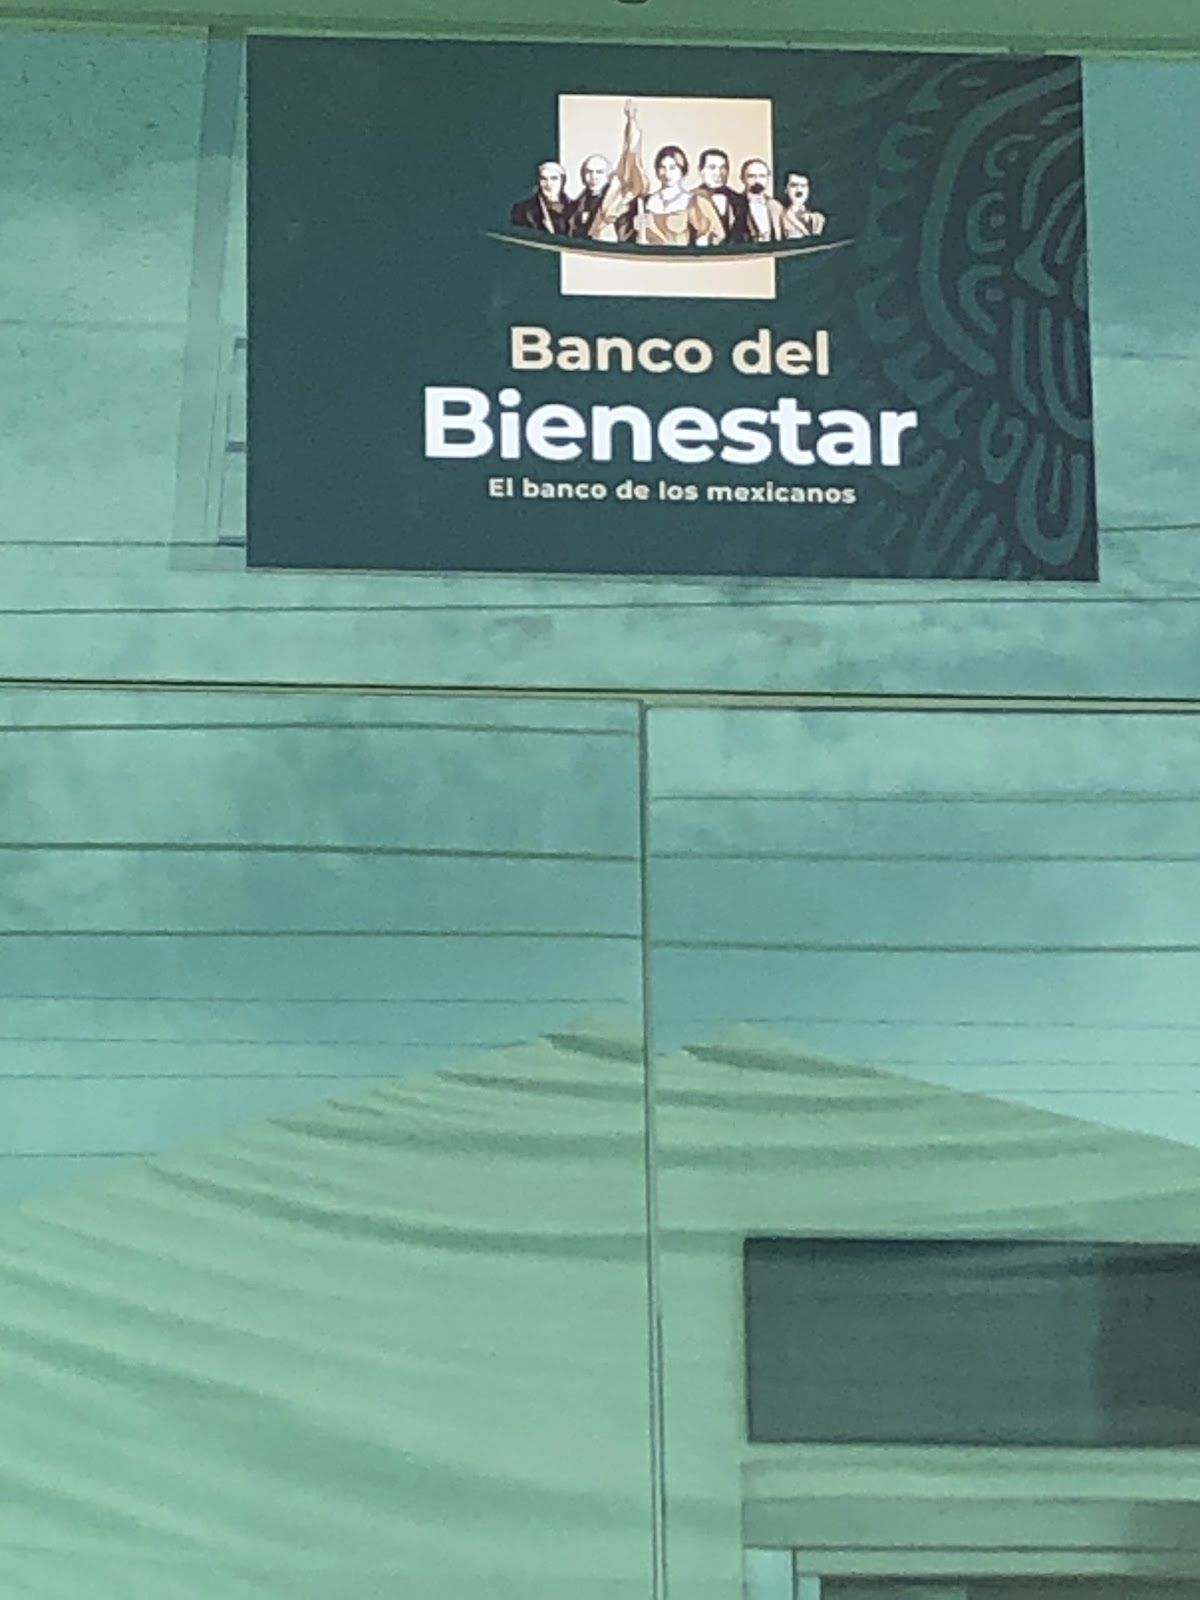 Banco del
Bienestar
El banco de los mexicanos